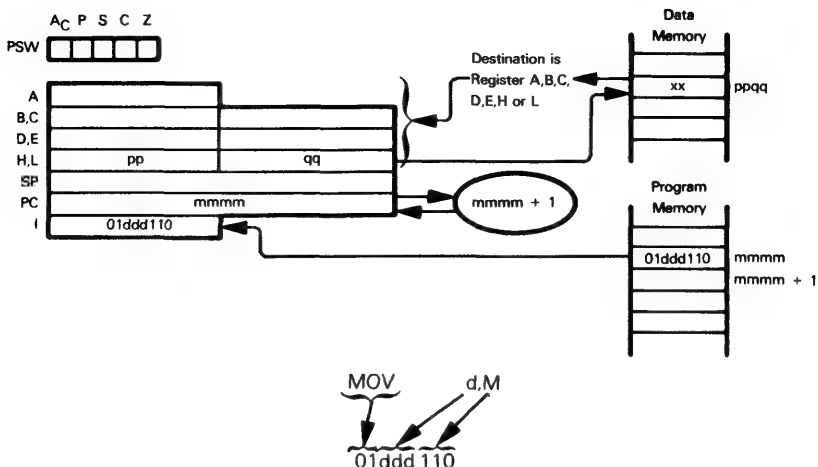 AC P S C Z
PSW
A
B,C
D,E
H,L pp qq
SP
PC mmmm
I 01ddd110
mmmm + 1
Destination is
Register A,B,C,
D,E,H or L
Data
Memory
xx ppqq
Program
Memory
01ddd110 mmmm
mmmm + 1
MOV d,M
01ddd 110